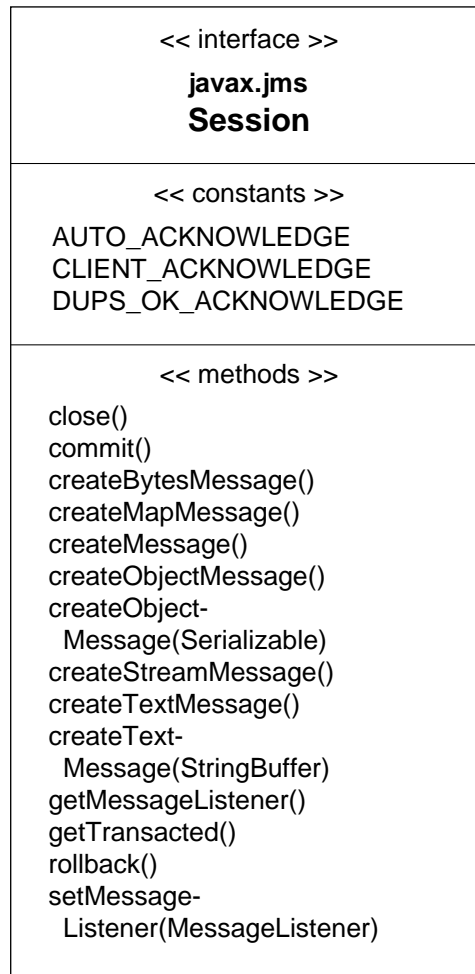 << interface >>
javax.jms
Session
<< constants >>
AUTO_ACKNOWLEDGE
CLIENT_ACKNOWLEDGE
DUPS_OK_ACKNOWLEDGE
<< methods >>
close()
commit()
createBytesMessage()
createMapMessage()
createMessage()
createObjectMessage()
createObject-
Message(Serializable)
createStreamMessage()
createTextMessage()
createText-
Message(StringBuffer)
getMessageListener()
getTransacted()
rollback()
setMessage-
Listener(MessageListener)